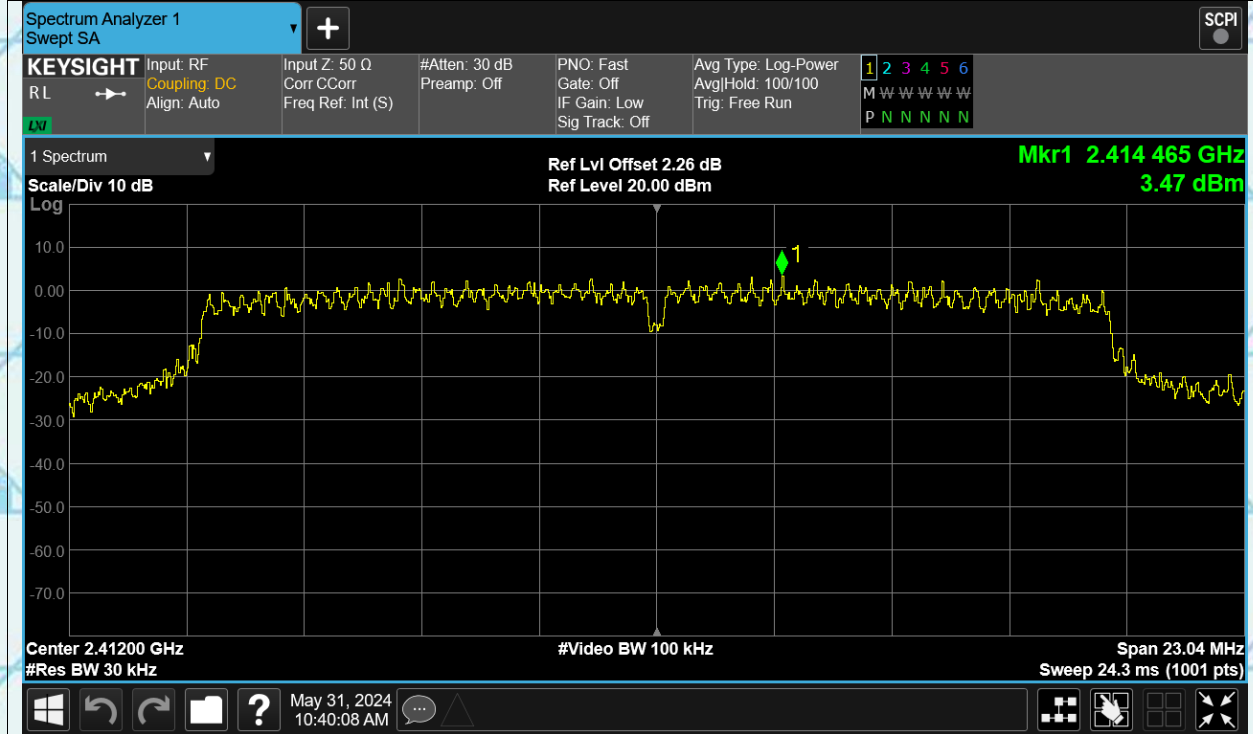 Spectrum Analyzer 1
Swept SA
SCPI
KEYSIGHT
R L
LXI
Input: RF
Coupling: DC
Align: Auto
Input Z: 50 Ω
Corr CCorr
Freq Ref: Int (S)
#Atten: 30 dB
Preamp: Off
PNO: Fast
Gate: Off
IF Gain: Low
Sig Track: Off
Avg Type: Log-Power
Avg|Hold: 100/100
Trig: Free Run
1 2 3 4 5 6
M W W W W W
P N N N N N
1 Spectrum
Scale/Div 10 dB
Log
Ref Lvl Offset 2.26 dB
Ref Level 20.00 dBm
Mkr1 2.414 465 GHz
3.47 dBm
1
10.0
0.00
-10.0
-20.0
-30.0
-40.0
-50.0
-60.0
-70.0
Center 2.41200 GHz
#Res BW 30 kHz
#Video BW 100 kHz
Span 23.04 MHz
Sweep 24.3 ms (1001 pts)
?
May 31, 2024
10:40:08 AM